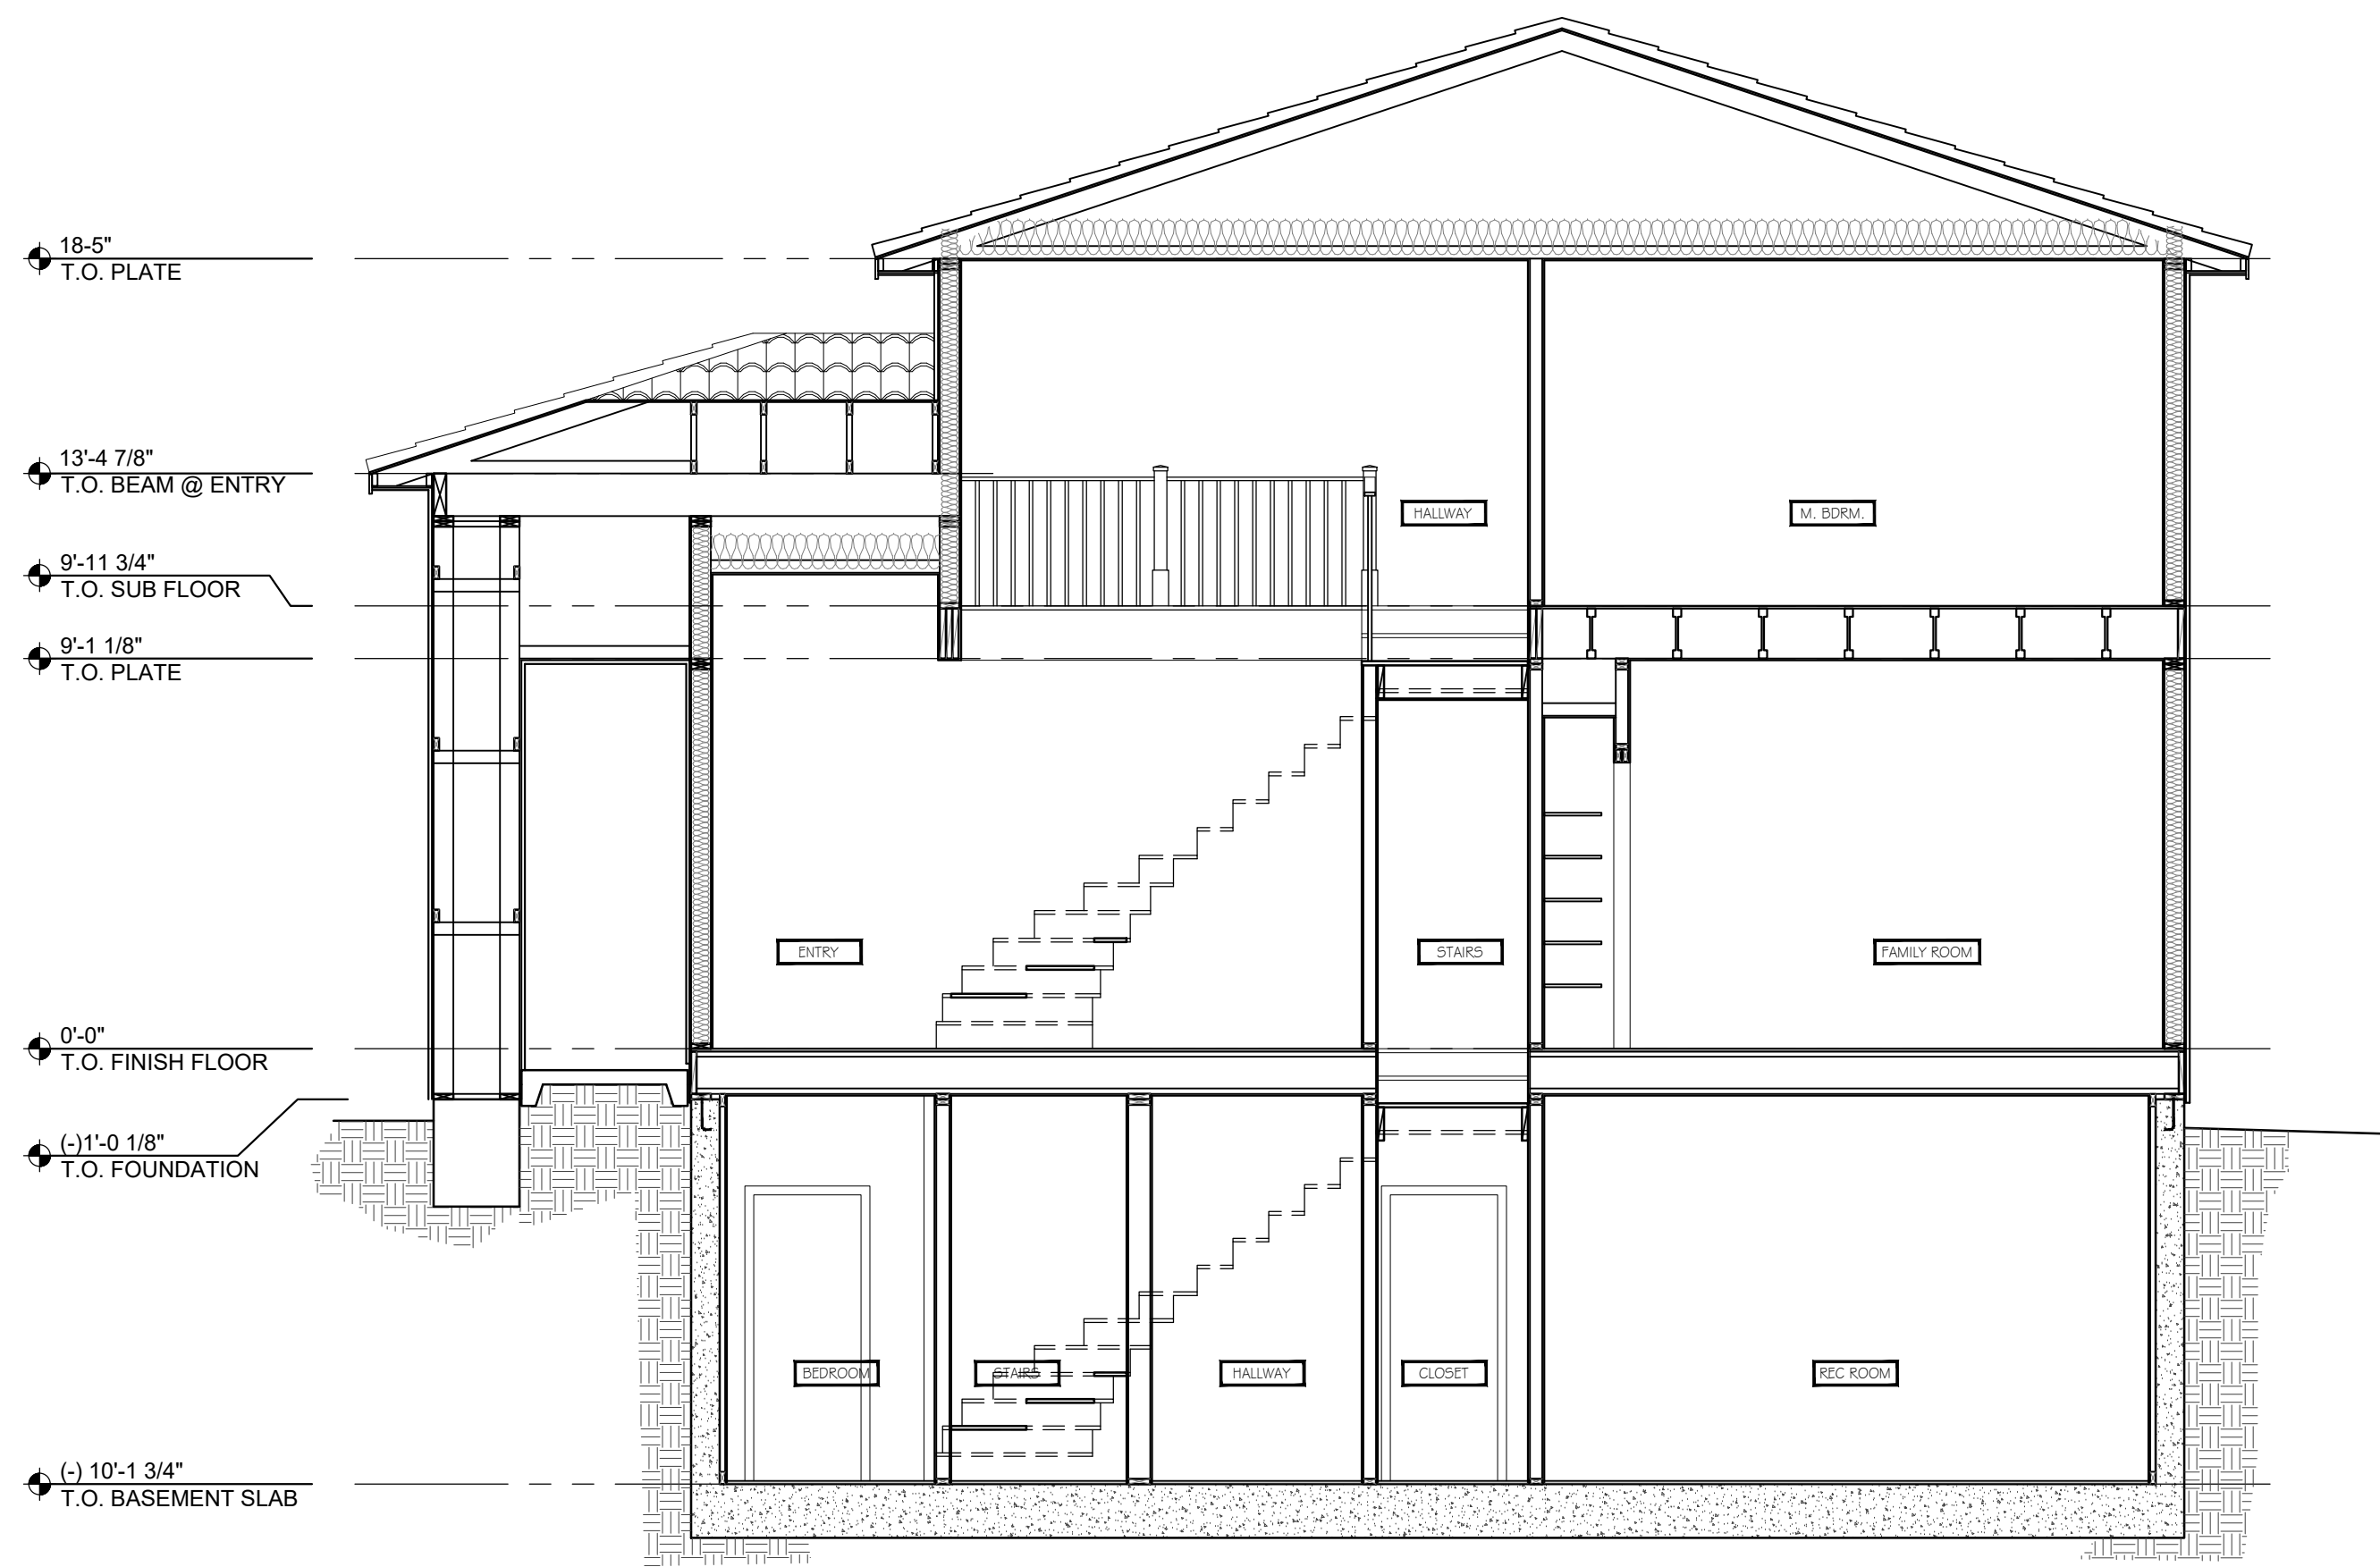 18-5"
T.O. PLATE
13'-4 7/8"
T.O. BEAM @ ENTRY
HALLWAY
M. BDRM.
9'-11 3/4"
T.O. SUB FLOOR
9'-1 1/8"
T.O. PLATE
ENTRY
STAIRS
FAMILY ROOM
0'-0"
T.O. FINISH FLOOR
(-)1'-0 1/8"
T.O. FOUNDATION
BEDROOM
STAIRS
HALLWAY
CLOSET
REC ROOM
(-) 10'-1 3/4"
T.O. BASEMENT SLAB